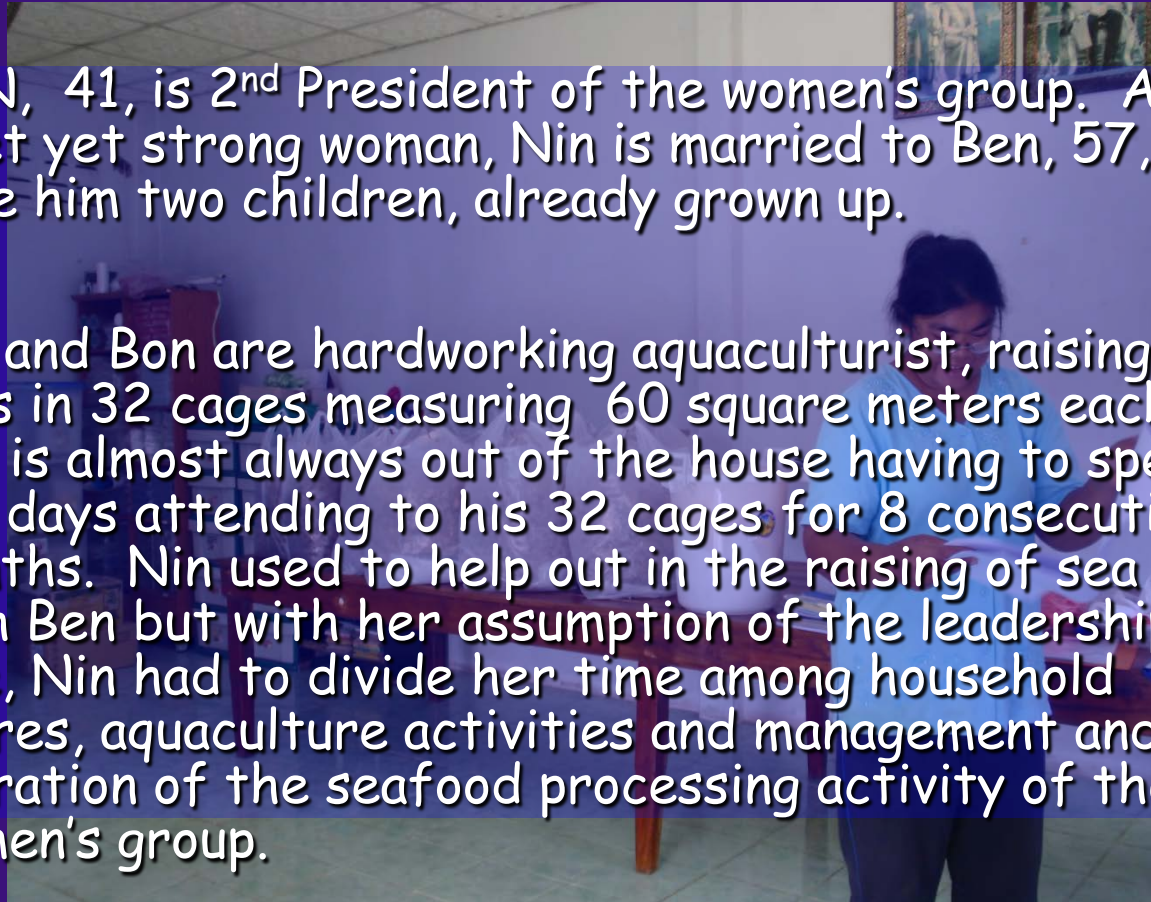 N, 41, is 2nd President of the women's group. A
t yet strong woman, Nin is married to Ben, 57,
e him two children, already grown up.
and Bon are hardworking aquaculturist, raising
s in 32 cages measuring 60 square meters each
is almost always out of the house having to spe
days attending to his 32 cages for 8 consecuti
ths. Nin used to help out in the raising of sea
h Ben but with her assumption of the leadershi
, Nin had to divide her time among household
res, aquaculture activities and management and
ration of the seafood processing activity of the
men's group.